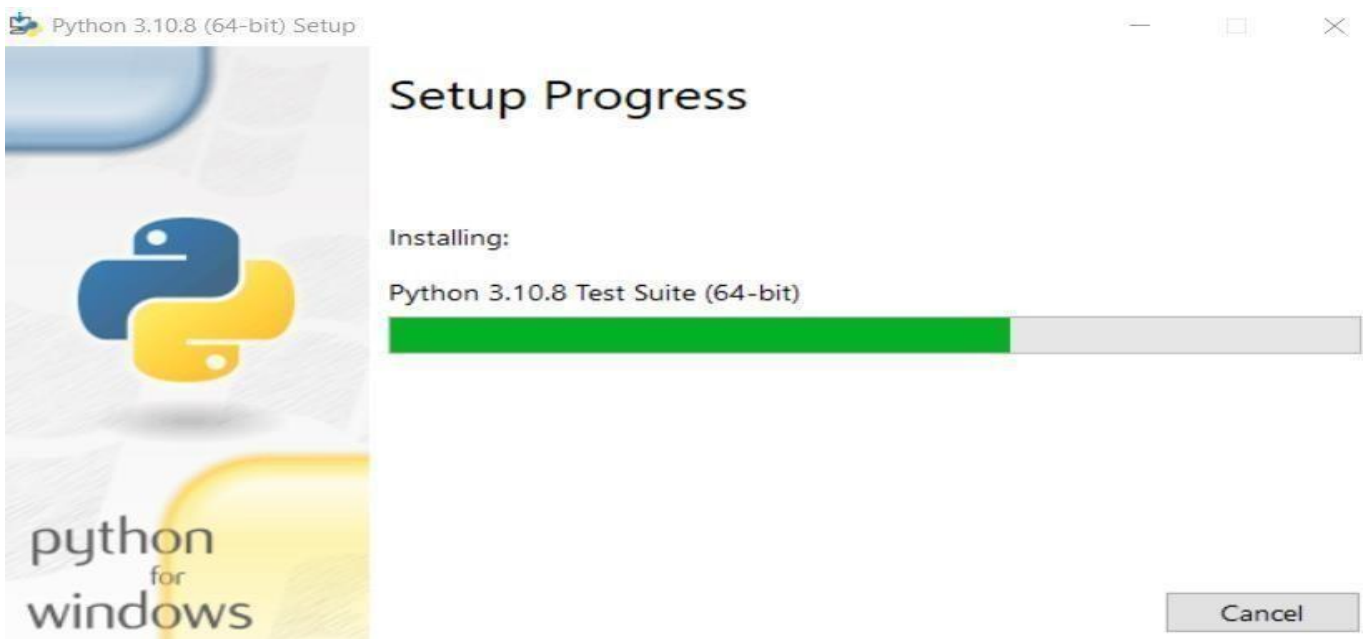 Python 3.10.8 (64-bit) Setup
Setup Progress
Installing:
Python 3.10.8 Test Suite (64-bit)
python
for
windows
Cancel